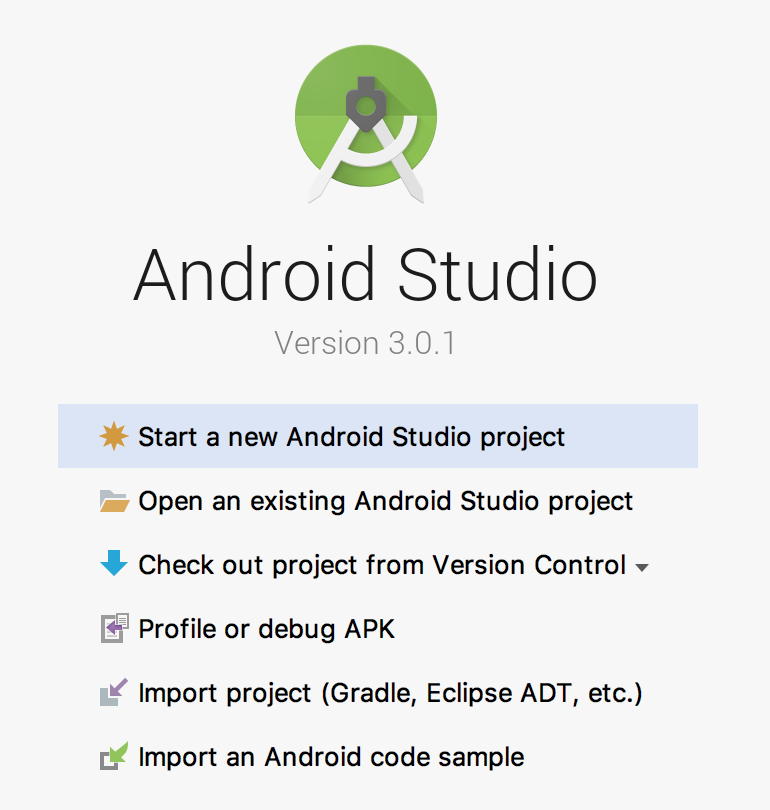 Android Studio
Version 3.0.1
Start a new Android Studio project
Open an existing Android Studio project
Check out project from Version Control
Profile or debug APK
Import project (Gradle, Eclipse ADT, etc.)
Import an Android code sample